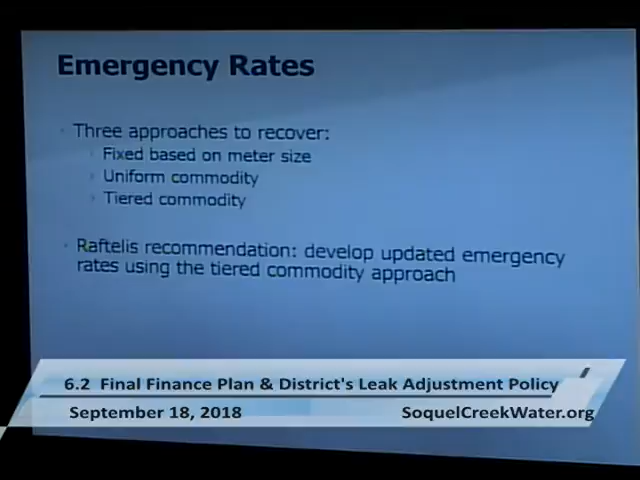 Emergency Rates
Three approaches to recover:
Fixed based on meter size
Uniform commodity
Tiered commodity
Raftelis recommendation: develop updated emergency
rates using the tiered commodity approach
6.2 Final Finance Plan & District's Leak Adjustment Policy
September 18, 2018
SoquelCreekWater.org